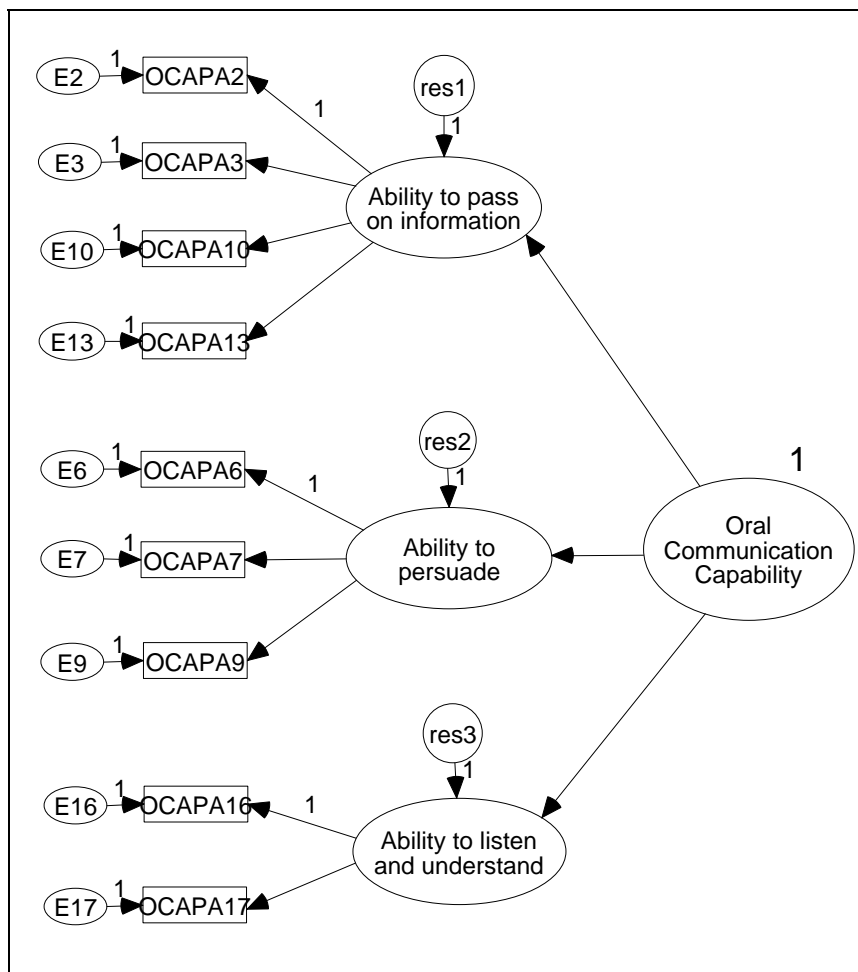 1
E2
OCAPA2
1
res1
1
1
E3
OCAPA3
Ability to pass
on information
1
E10
OCAPA10
1
E13
OCAPA13
1
E6
OCAPA6
1
res2
1
1
E7
OCAPA7
Ability to
persuade
1
E9
OCAPA9
1
Oral
Communication
Capability
res3
1
1
E16
OCAPA16
1
Ability to listen
and understand
1
E17
OCAPA17